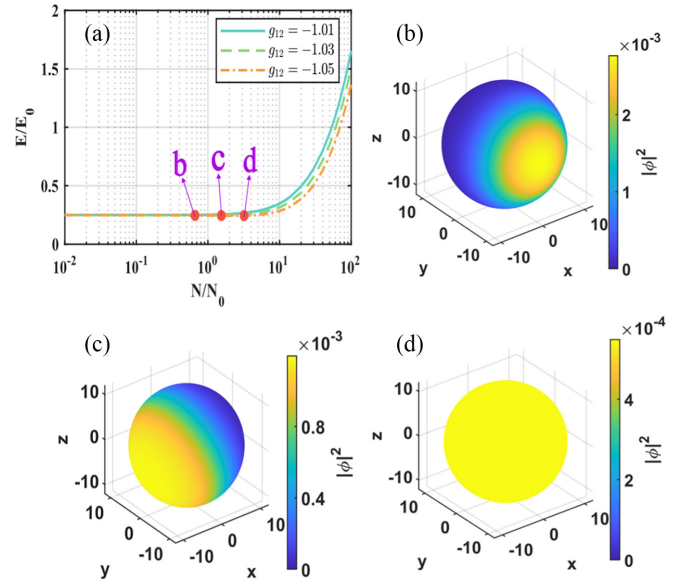 (a)
2
1.5
1
0.5
0
E/E₀
g₁₂ = −1.01
g₁₂ = −1.03
g₁₂ = −1.05
b c d
10⁻² 10⁻¹ 10⁰ 10¹ 10²
N/N₀
(b)
×10⁻³
10
0
-10
z
10
0
-10
y
-10
0
10
x
2
1
0
|ϕ|²
(c)
×10⁻³
10
0
-10
z
10
0
-10
y
-10
0
10
x
0.8
0.4
0
|ϕ|²
(d)
×10⁻⁴
10
0
-10
z
10
0
-10
y
-10
0
10
x
4
2
0
|ϕ|²